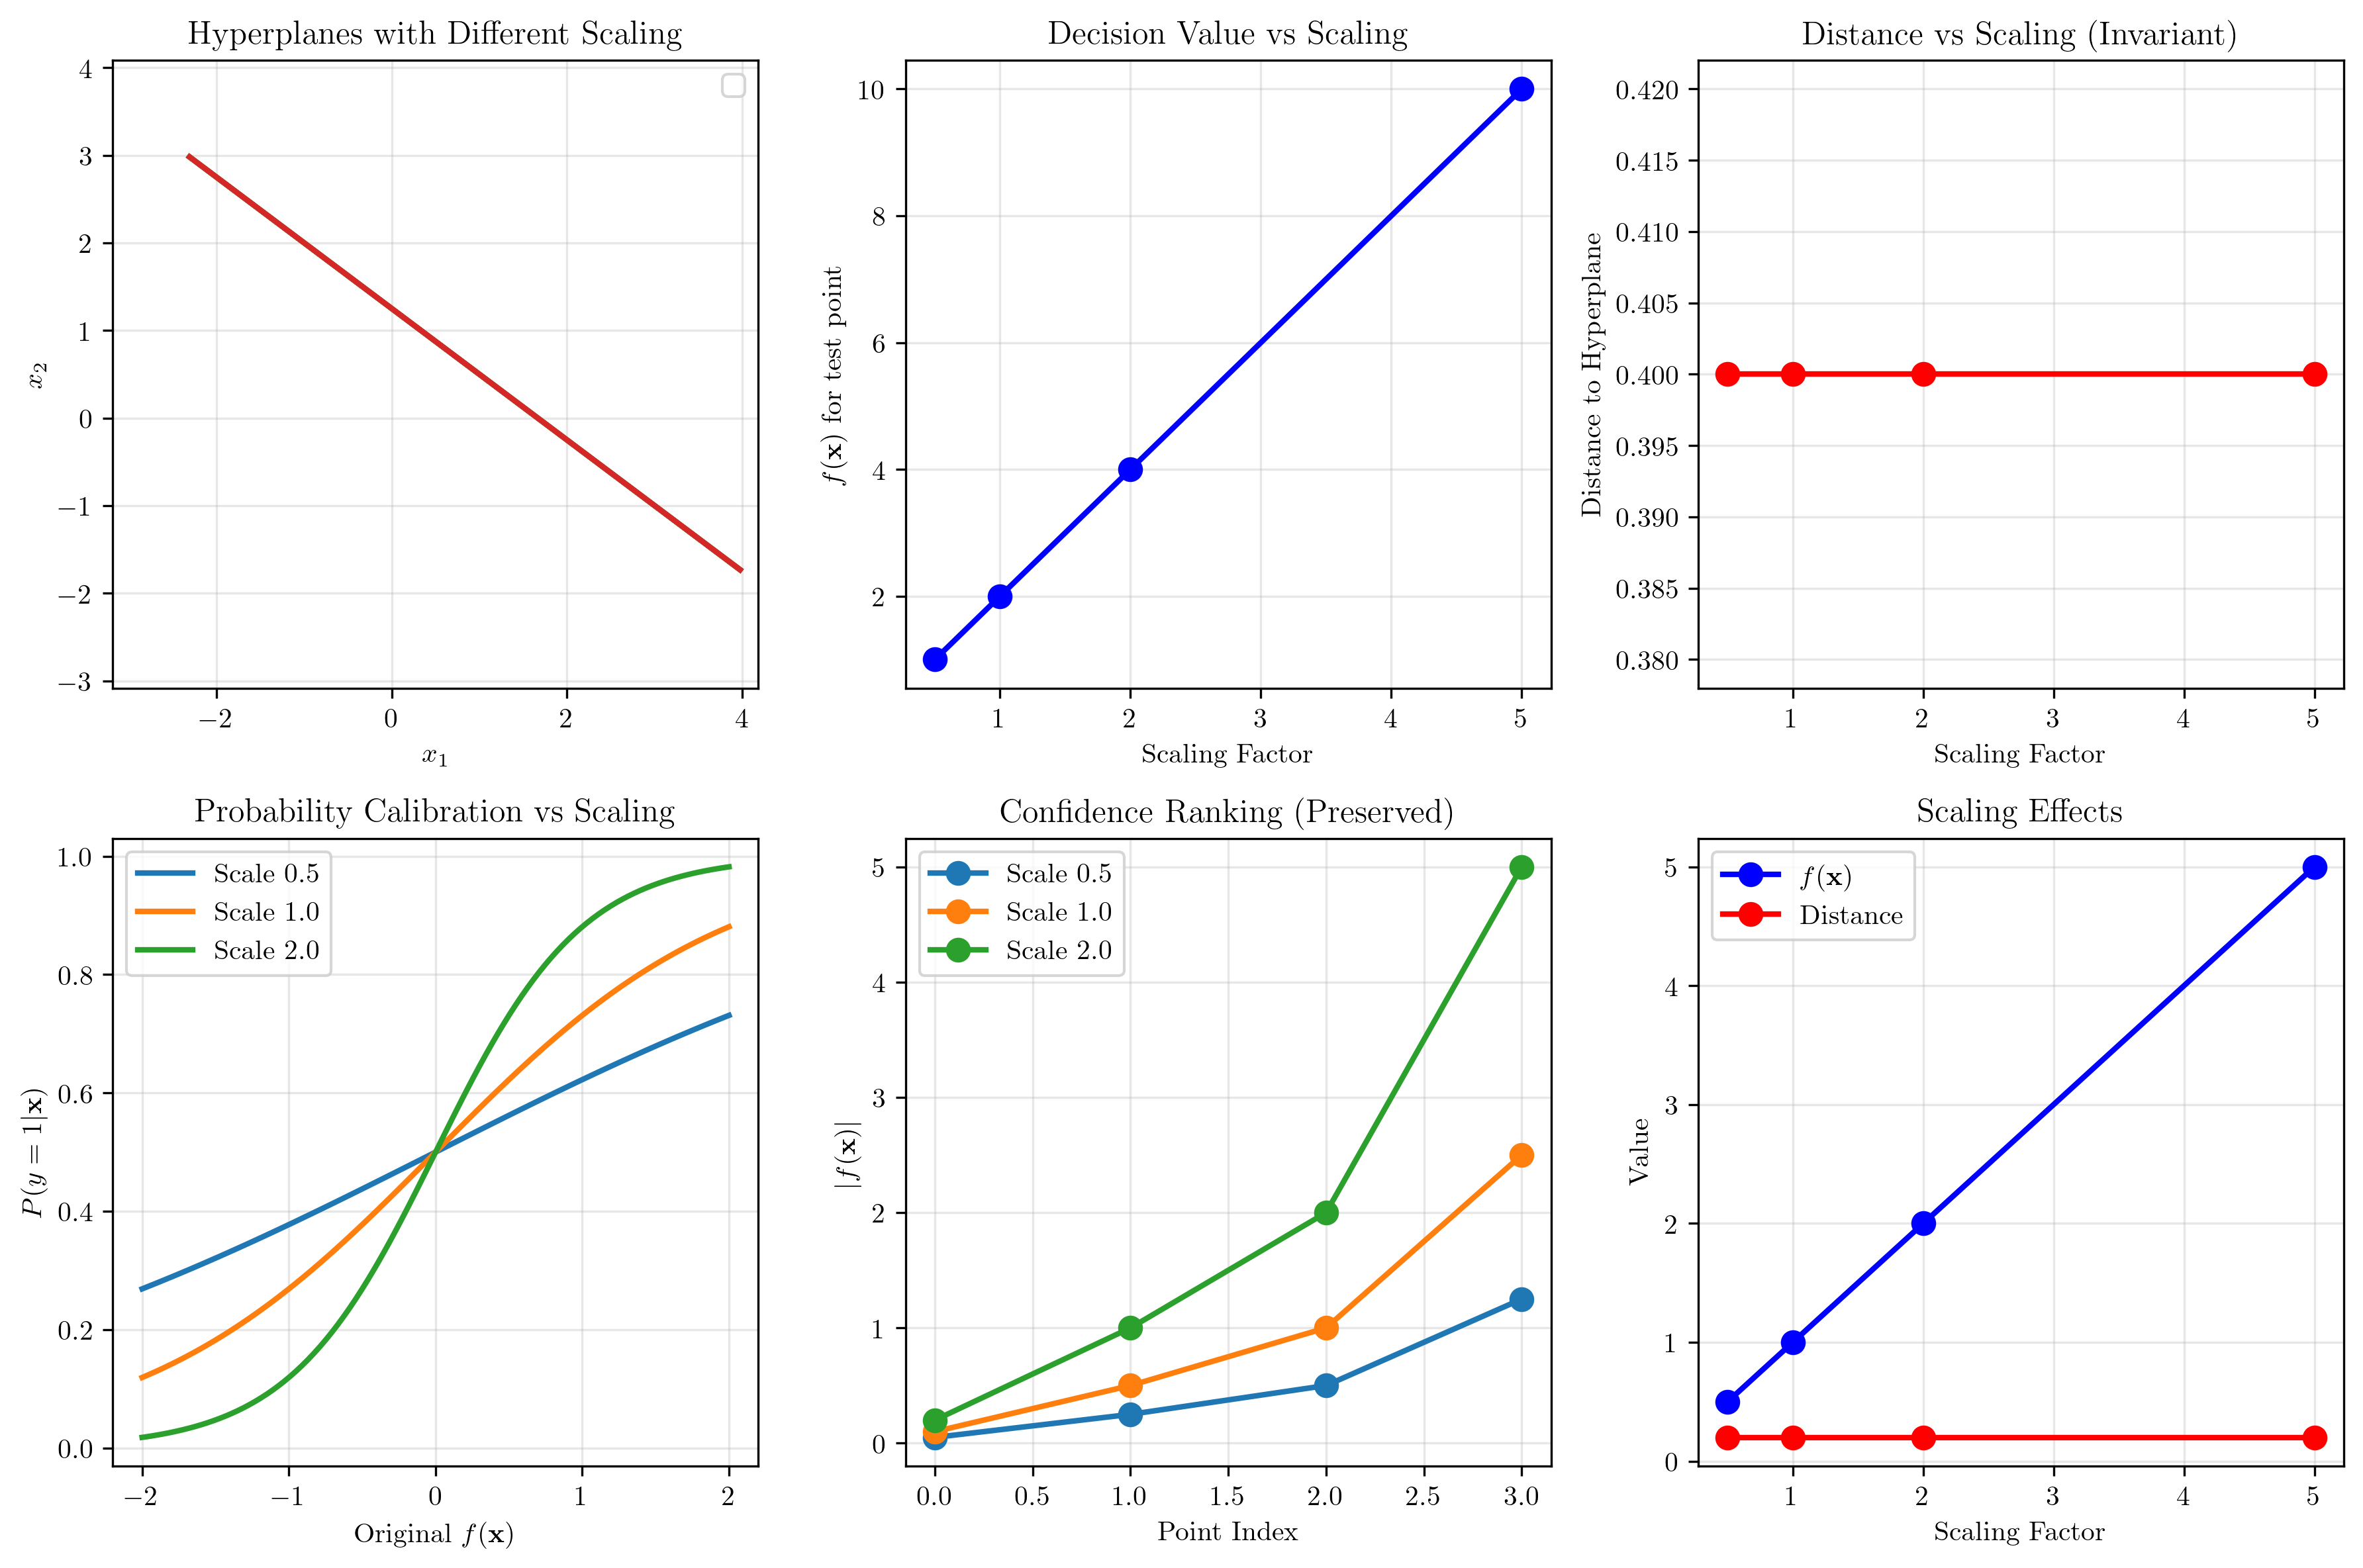 Hyperplanes with Different Scaling
4
3
2
1
0
−1
−2
−3
x₂
−2 0 2 4
x₁
Decision Value vs Scaling
10
8
6
4
2
f(x) for test point
1 2 3 4 5
Scaling Factor
Distance vs Scaling (Invariant)
0.420
0.415
0.410
0.405
0.400
0.395
0.390
0.385
0.380
Distance to Hyperplane
1 2 3 4 5
Scaling Factor
Probability Calibration vs Scaling
Scale 0.5
Scale 1.0
Scale 2.0
1.0
0.8
0.6
0.4
0.2
0.0
P(y = 1|x)
−2 −1 0 1 2
Original f(x)
Confidence Ranking (Preserved)
Scale 0.5
Scale 1.0
Scale 2.0
5
4
3
2
1
0
|f(x)|
0.0 0.5 1.0 1.5 2.0 2.5 3.0
Point Index
Scaling Effects
f(x)
Distance
5
4
3
2
1
0
Value
1 2 3 4 5
Scaling Factor